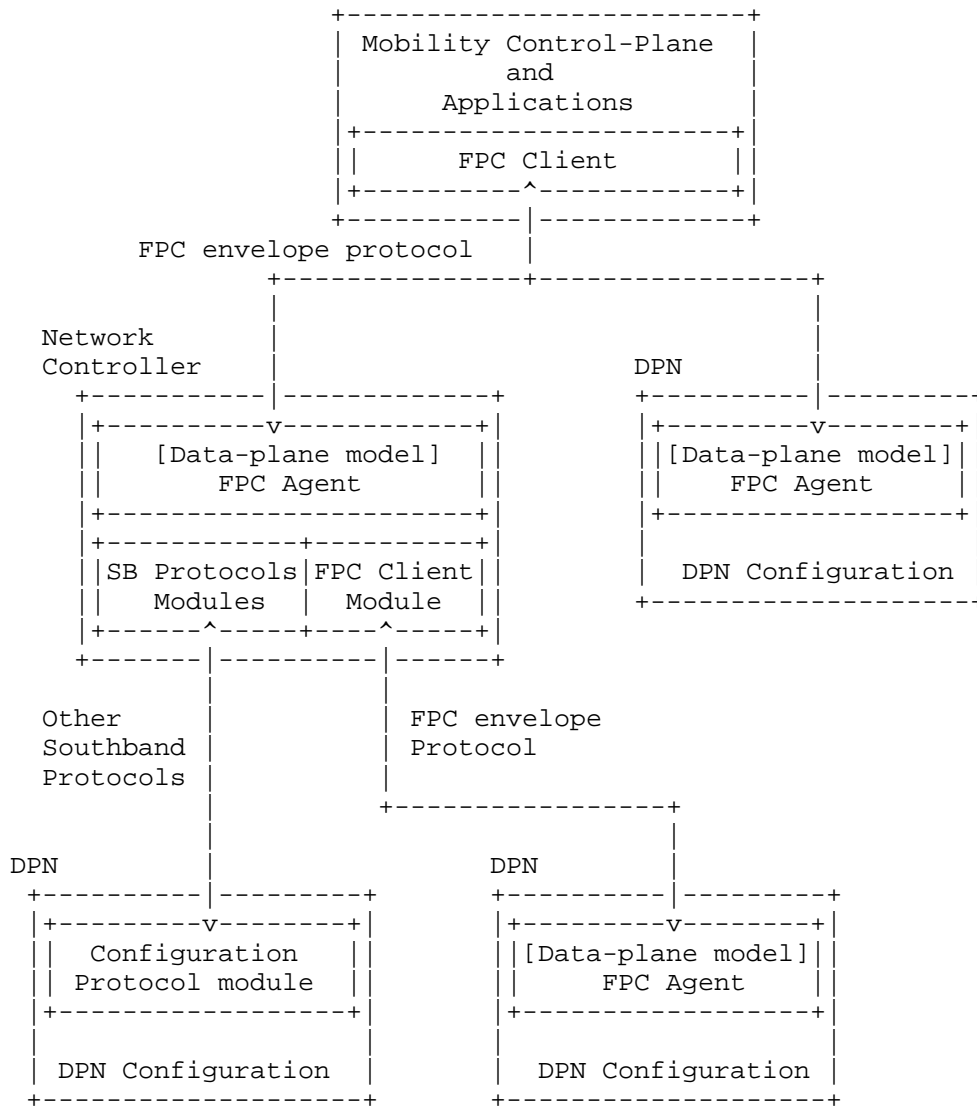 Mobility Control-Plane
and
Applications
FPC Client
FPC envelope protocol
Network
Controller
DPN
[Data-plane model]
FPC Agent
[Data-plane model]
FPC Agent
SB Protocols
Modules
FPC Client
Module
DPN Configuration
Other
Southband
Protocols
FPC envelope
Protocol
DPN
DPN
Configuration
Protocol module
[Data-plane model]
FPC Agent
DPN Configuration
DPN Configuration